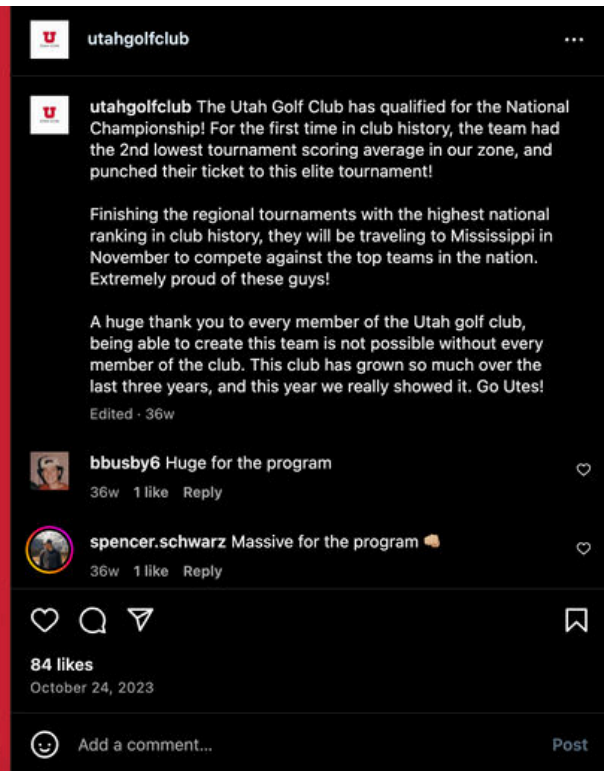 utahgolfclub
utahgolfclub The Utah Golf Club has qualified for the National
Championship! For the first time in club history, the team had
the 2nd lowest tournament scoring average in our zone, and
punched their ticket to this elite tournament!
Finishing the regional tournaments with the highest national
ranking in club history, they will be traveling to Mississippi in
November to compete against the top teams in the nation.
Extremely proud of these guys!
A huge thank you to every member of the Utah golf club,
being able to create this team is not possible without every
member of the club. This club has grown so much over the
last three years, and this year we really showed it. Go Utes!
Edited · 36w
bbusby6 Huge for the program
36w 1 like Reply
spencer.schwarz Massive for the program 👊🏼
36w 1 like Reply
84 likes
October 24, 2023
Add a comment...
Post